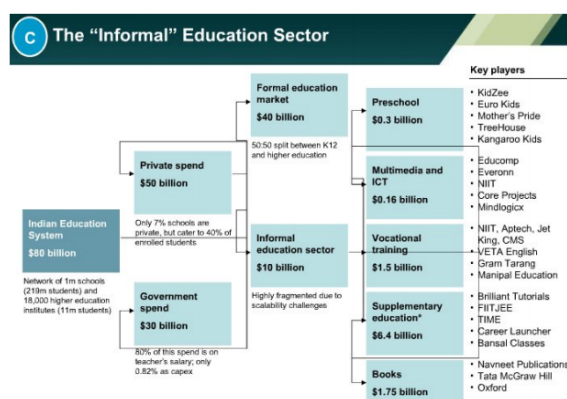 C
The “Informal” Education Sector
Indian Education
System
$80 billion
Network of 1m schools
(219m students) and
18,000 higher education
institutes (11m students)
Private spend
$50 billion
Only 7% schools are
private, but cater to 40% of
enrolled students
Government
spend
$30 billion
80% of this spend is on
teacher's salary; only
0.82% as capex
Formal education
market
$40 billion
50:50 split between K12
and higher education
Informal
education sector
$10 billion
Highly fragmented due to
scalability challenges
Preschool
$0.3 billion
Multimedia and
ICT
$0.16 billion
Vocational
training
$1.5 billion
Supplementary
education*
$6.4 billion
Books
$1.75 billion
Key players
• KidZee
• Euro Kids
• Mother's Pride
• TreeHouse
• Kangaroo Kids
• Educomp
• Everonn
• NIIT
• Core Projects
• Mindlogicx
• NIIT, Aptech, Jet
King, CMS
• VETA English
• Gram Tarang
• Manipal Education
• Brilliant Tutorials
• FIITJEE
• TIME
• Career Launcher
• Bansal Classes
• Navneet Publications
• Tata McGraw Hill
• Oxford